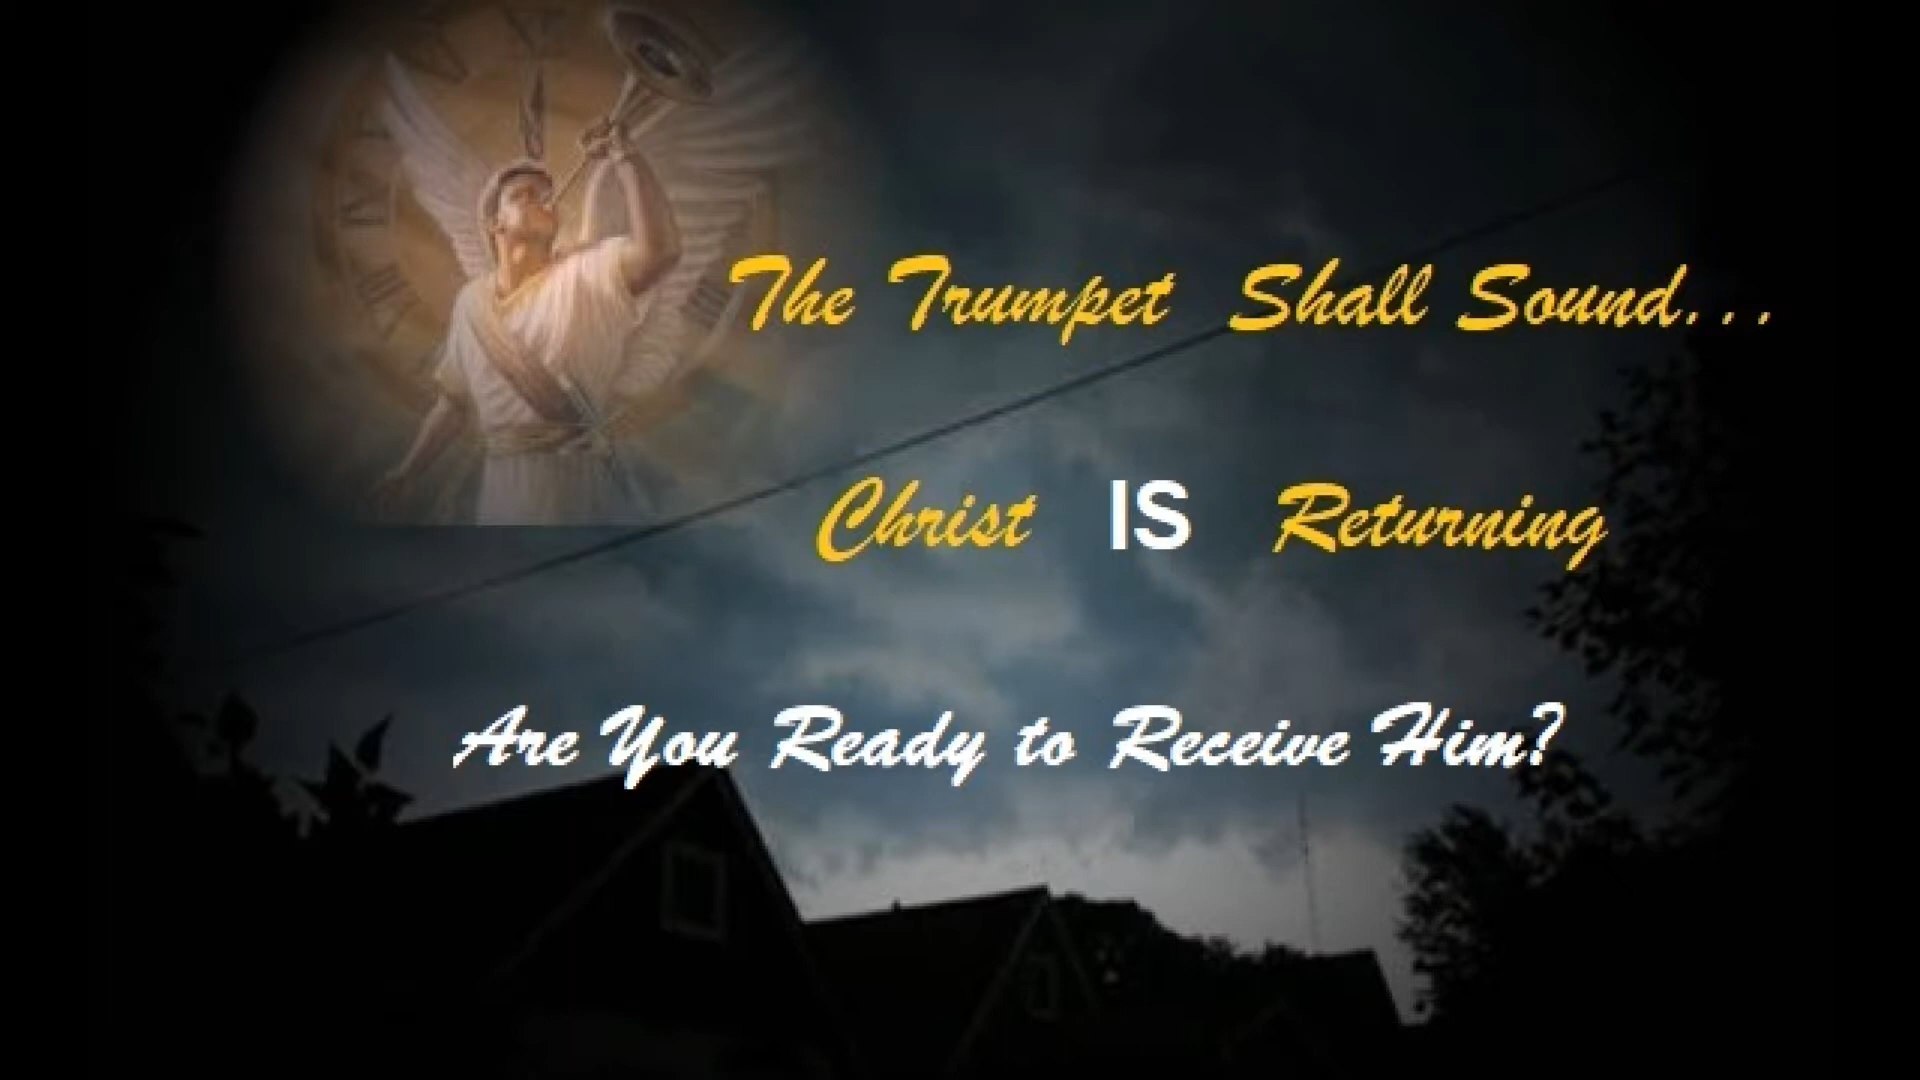 The Trumpet Shall Sound...
Christ IS Returning
Are You Ready to Receive Him?